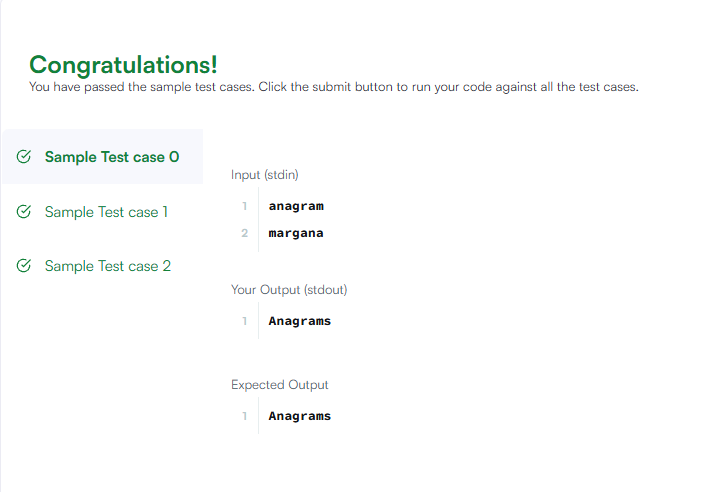 Congratulations!
You have passed the sample test cases. Click the submit button to run your code against all the test cases.
Sample Test case 0
Sample Test case 1
Sample Test case 2
Input (stdin)
1 anagram
2 margana
Your Output (stdout)
1 Anagrams
Expected Output
1 Anagrams